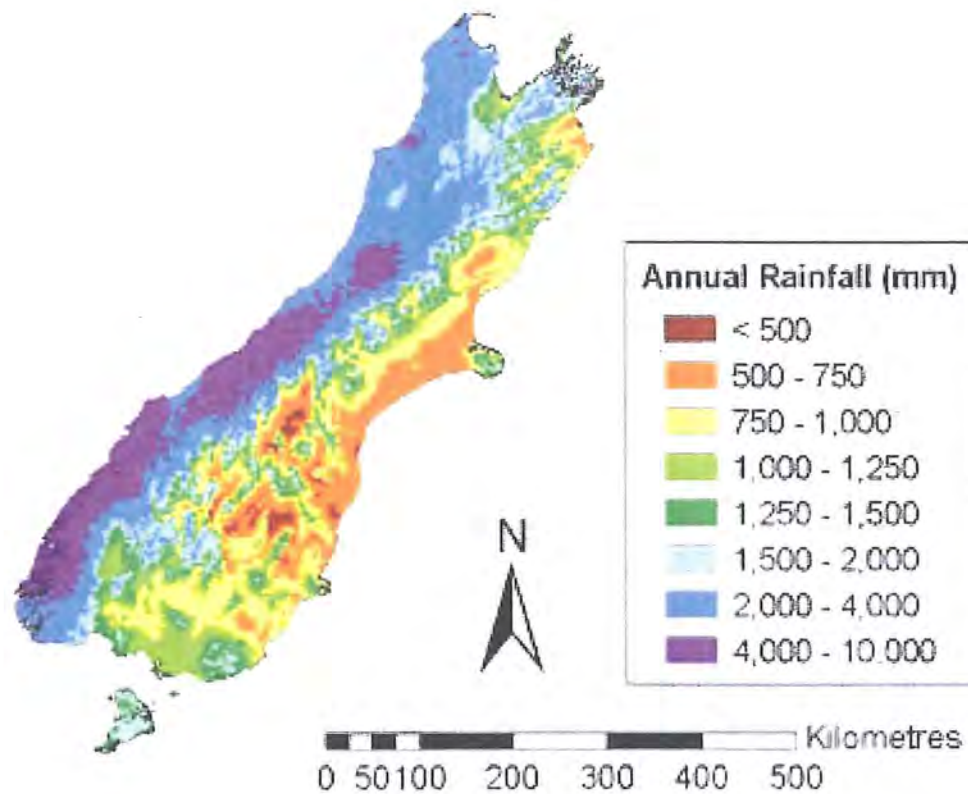 Annual Rainfall (mm)
< 500
500 - 750
750 - 1,000
1,000 - 1,250
1,250 - 1,500
1,500 - 2,000
2,000 - 4,000
4,000 - 10.000
N
Kilometres
0 50 100 200 300 400 500